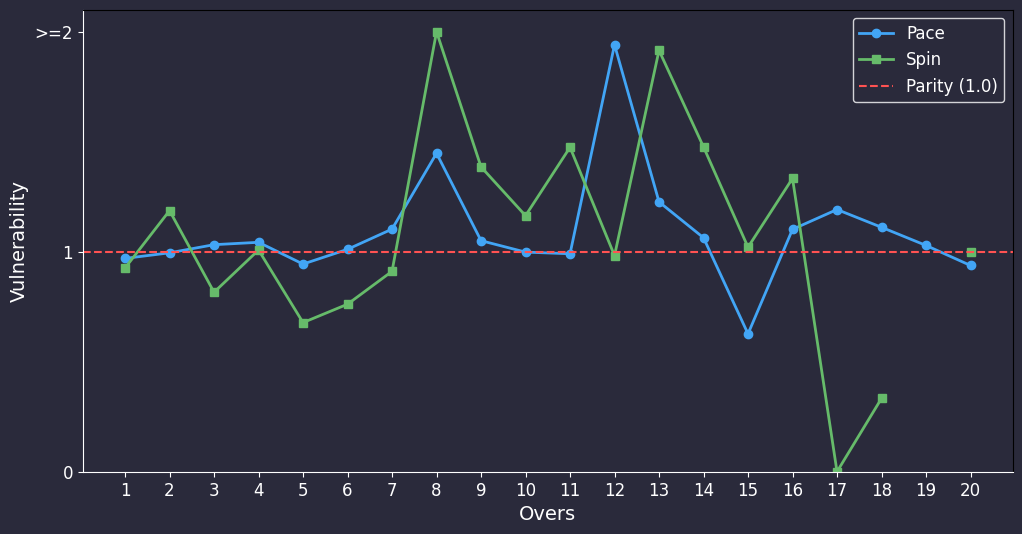 >=2
1
0
Vulnerability
1 2 3 4 5 6 7 8 9 10 11 12 13 14 15 16 17 18 19 20
Overs
Pace
Spin
Parity (1.0)